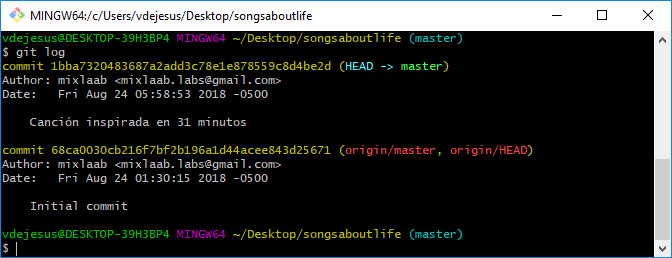 MINGW64:/c/Users/vdejesus/Desktop/songsaboutlife
vdejesus@DESKTOP-39H3BP4 MINGW64 ~/Desktop/songsaboutlife (master)
$ git log
commit 1bba7320483687a2add3c78e1e878559c8d4be2d (HEAD -> master)
Author: mixlaab <mixlaab.labs@gmail.com>
Date:   Fri Aug 24 05:58:53 2018 -0500
Canción inspirada en 31 minutos
commit 68ca0030cb216f7bf2b196a1d44acee843d25671 (origin/master, origin/HEAD)
Author: mixlaab <mixlaab.labs@gmail.com>
Date:   Fri Aug 24 01:30:15 2018 -0500
Initial commit
vdejesus@DESKTOP-39H3BP4 MINGW64 ~/Desktop/songsaboutlife (master)
$